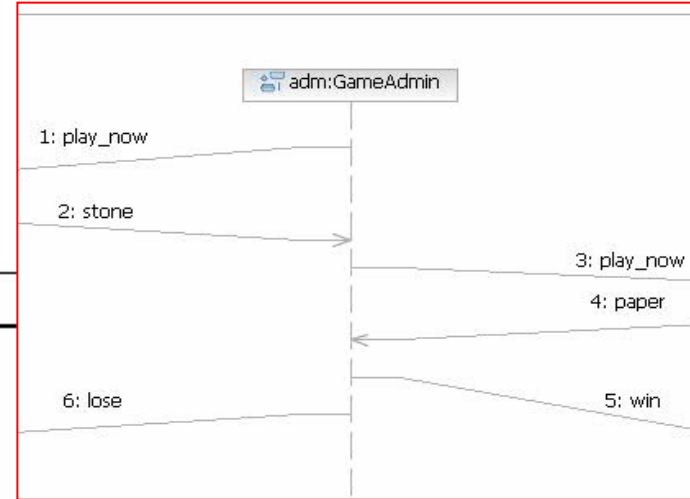 adm:GameAdmin
1: play_now
2: stone
3: play_now
4: paper
6: lose
5: win